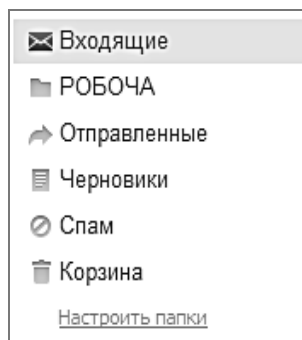 Входящие
РОБОЧА
Отправленные
Черновики
Спам
Корзина
Настроить папки